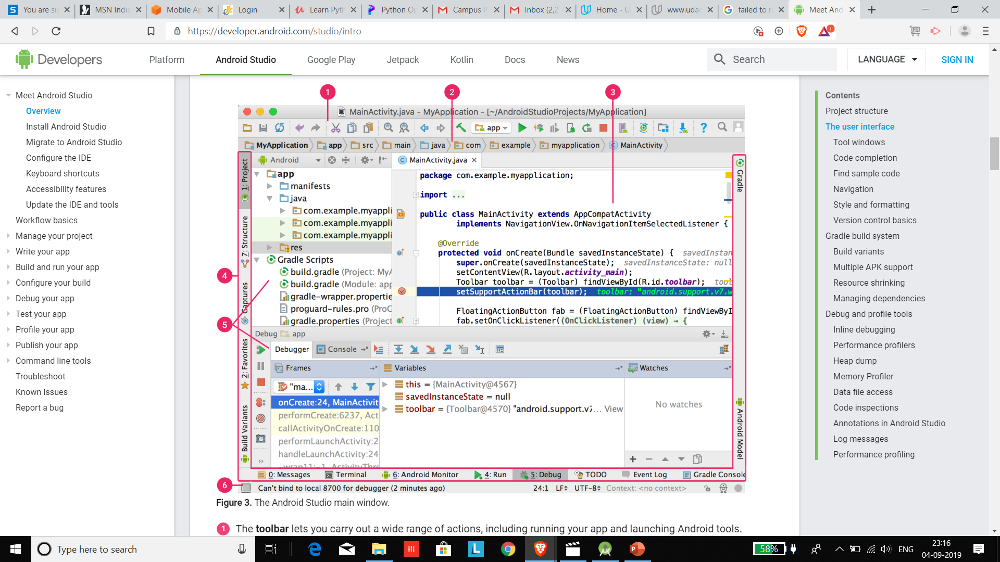 You are si
MSN India
Mobile Ap
Login
Learn Pyth
Python Op
Campus P
Inbox (2,2
Home - U
www.udac
failed to r
Meet And
https://developer.android.com/studio/intro
1
Developers
Platform
Android Studio
Google Play
Jetpack
Kotlin
Docs
News
Search
LANGUAGE
SIGN IN
Meet Android Studio
Overview
Install Android Studio
Migrate to Android Studio
Configure the IDE
Keyboard shortcuts
Accessibility features
Update the IDE and tools
Workflow basics
Manage your project
Write your app
Build and run your app
Configure your build
Debug your app
Test your app
Profile your app
Publish your app
Command line tools
Troubleshoot
Known issues
Report a bug
1
2
3
MainActivity.java - MyApplication - [~/AndroidStudioProjects/MyApplication]
app
MyApplication
app
src
main
java
com
example
myapplication
MainActivity
1: Project
7: Structure
Captures
2: Favorites
Build Variants
Android
app
manifests
java
com.example.myappli
com.example.myappli
com.example.myappli
res
Gradle Scripts
build.gradle (Project: MyA
build.gradle (Module: app
gradle-wrapper.propertie
proguard-rules.pro (ProC
gradle.properties (Project
MainActivity.java
package com.example.myapplication;
import ...
public class MainActivity extends AppCompatActivity
implements NavigationView.OnNavigationItemSelectedListener {
@Override
protected void onCreate(Bundle savedInstanceState) { savedInstan
super.onCreate(savedInstanceState); savedInstanceState: null
setContentView(R.layout.activity_main);
Toolbar toolbar = (Toolbar) findViewById(R.id.toolbar); tool
setSupportActionBar(toolbar); toolbar: "android.support.v7.w
FloatingActionButton fab = (FloatingActionButton) findViewByI
fab.setOnClickListener((OnClickListener) (view) → {
Gradle
Android Model
4
5
6
Debug app
Debugger
Console
Frames
Variables
Watches
"ma...
onCreate:24, MainActivit
performCreate:6237, Act
callActivityOnCreate:110
performLaunchActivity:2
handleLaunchActivity:24
-wrap11:-1, ActivityThr
this = {MainActivity@4567}
savedInstanceState = null
toolbar = {Toolbar@4570} "android.support.v7... View
No watches
0: Messages
Terminal
6: Android Monitor
4: Run
5: Debug
TODO
Event Log
Gradle Console
Can't bind to local 8700 for debugger (2 minutes ago)
24:1
LF
UTF-8
Context: <no context>
Figure 3. The Android Studio main window.
1 The toolbar lets you carry out a wide range of actions, including running your app and launching Android tools.
Contents
Project structure
The user interface
Tool windows
Code completion
Find sample code
Navigation
Style and formatting
Version control basics
Gradle build system
Build variants
Multiple APK support
Resource shrinking
Managing dependencies
Debug and profile tools
Inline debugging
Performance profilers
Heap dump
Memory Profiler
Data file access
Code inspections
Annotations in Android Studio
Log messages
Performance profiling
Type here to search
58%
ENG
23:16
04-09-2019